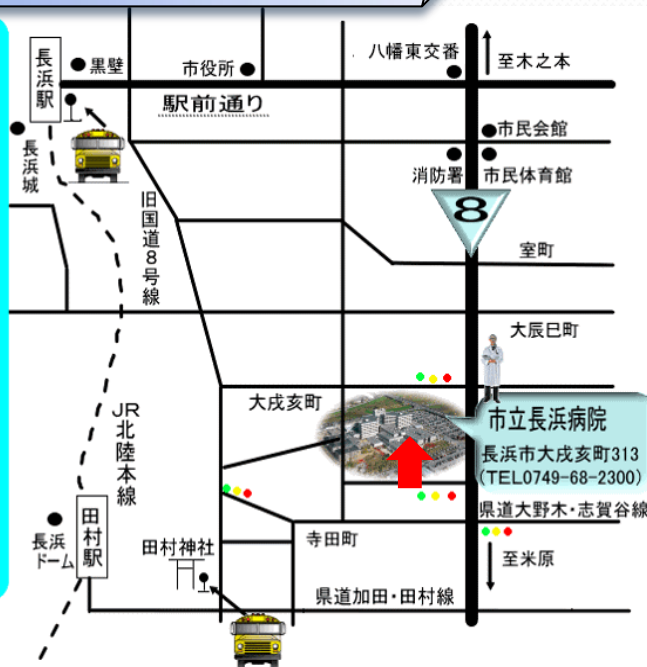 長浜駅
黒壁
市役所
八幡東交番
至木之本
駅前通り
市民会館
長浜城
消防署
市民体育館
8
旧国道8号線
室町
大辰巳町
大戌亥町
市立長浜病院
長浜市大戌亥町313
(TEL0749-68-2300)
JR北陸本線
県道大野木・志賀谷線
田村駅
長浜
ドーム
田村神社
寺田町
至米原
県道加田・田村線